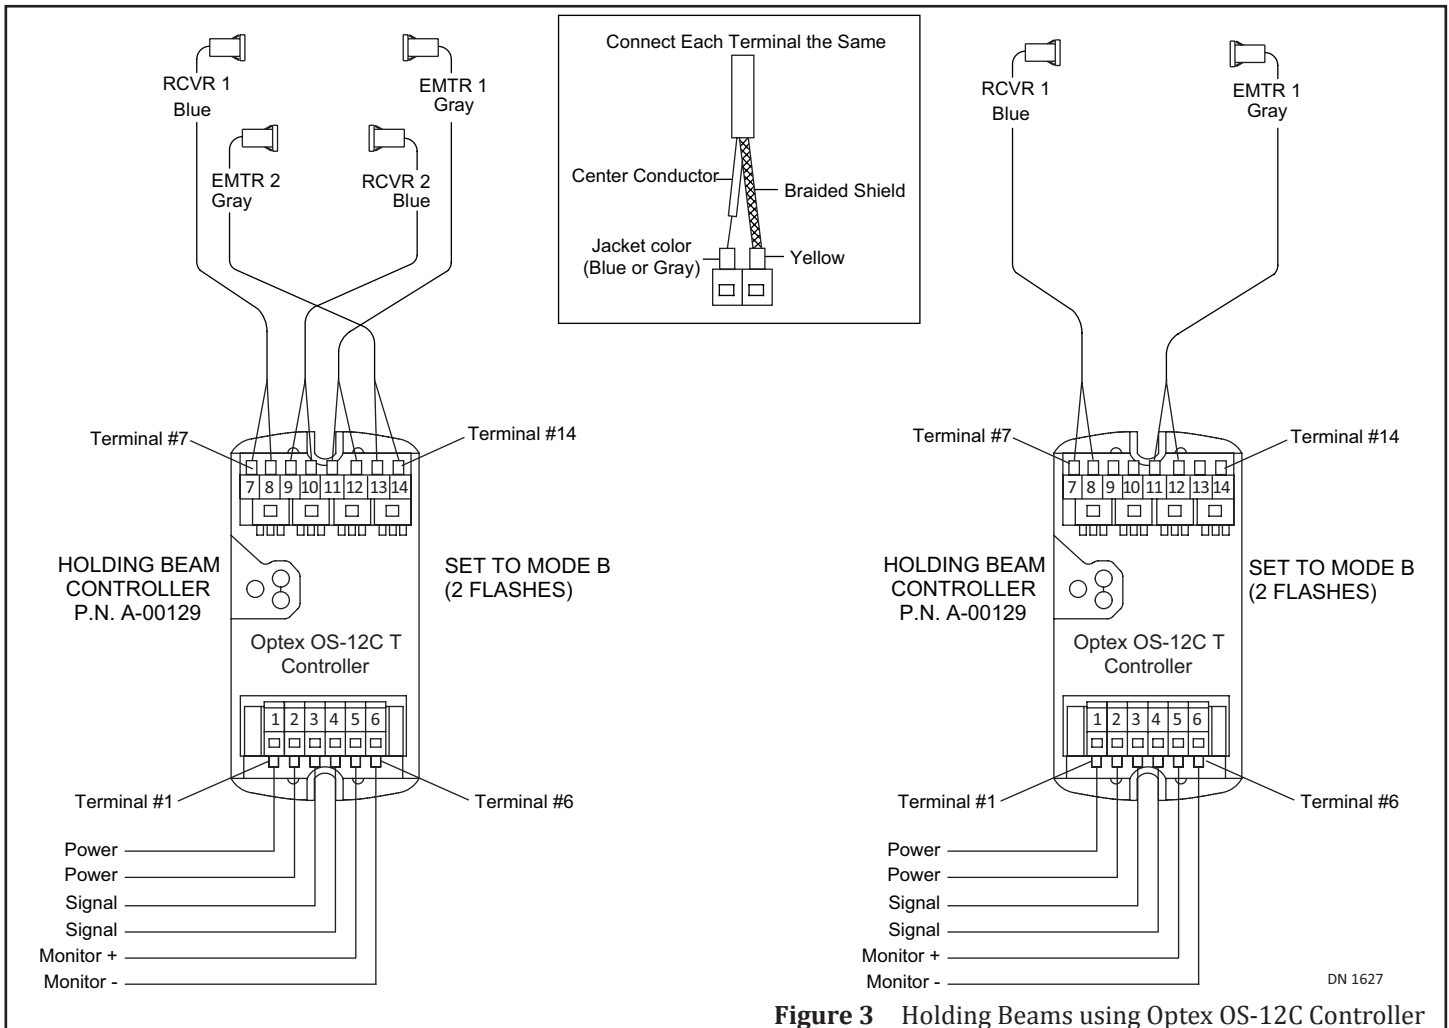 RCVR 1
Blue
EMTR 1
Gray
EMTR 2
Gray
RCVR 2
Blue
Terminal #7
Terminal #14
7 8 9 10 11 12 13 14
HOLDING BEAM
CONTROLLER
P.N. A-00129
SET TO MODE B
(2 FLASHES)
Optex OS-12C T
Controller
1 2 3 4 5 6
Terminal #1
Terminal #6
Power
Power
Signal
Signal
Monitor +
Monitor -
Connect Each Terminal the Same
Center Conductor
Braided Shield
Jacket color
(Blue or Gray)
Yellow
RCVR 1
Blue
EMTR 1
Gray
Terminal #7
Terminal #14
7 8 9 10 11 12 13 14
HOLDING BEAM
CONTROLLER
P.N. A-00129
SET TO MODE B
(2 FLASHES)
Optex OS-12C T
Controller
1 2 3 4 5 6
Terminal #1
Terminal #6
Power
Power
Signal
Signal
Monitor +
Monitor -
DN 1627
Figure 3 Holding Beams using Optex OS-12C Controller